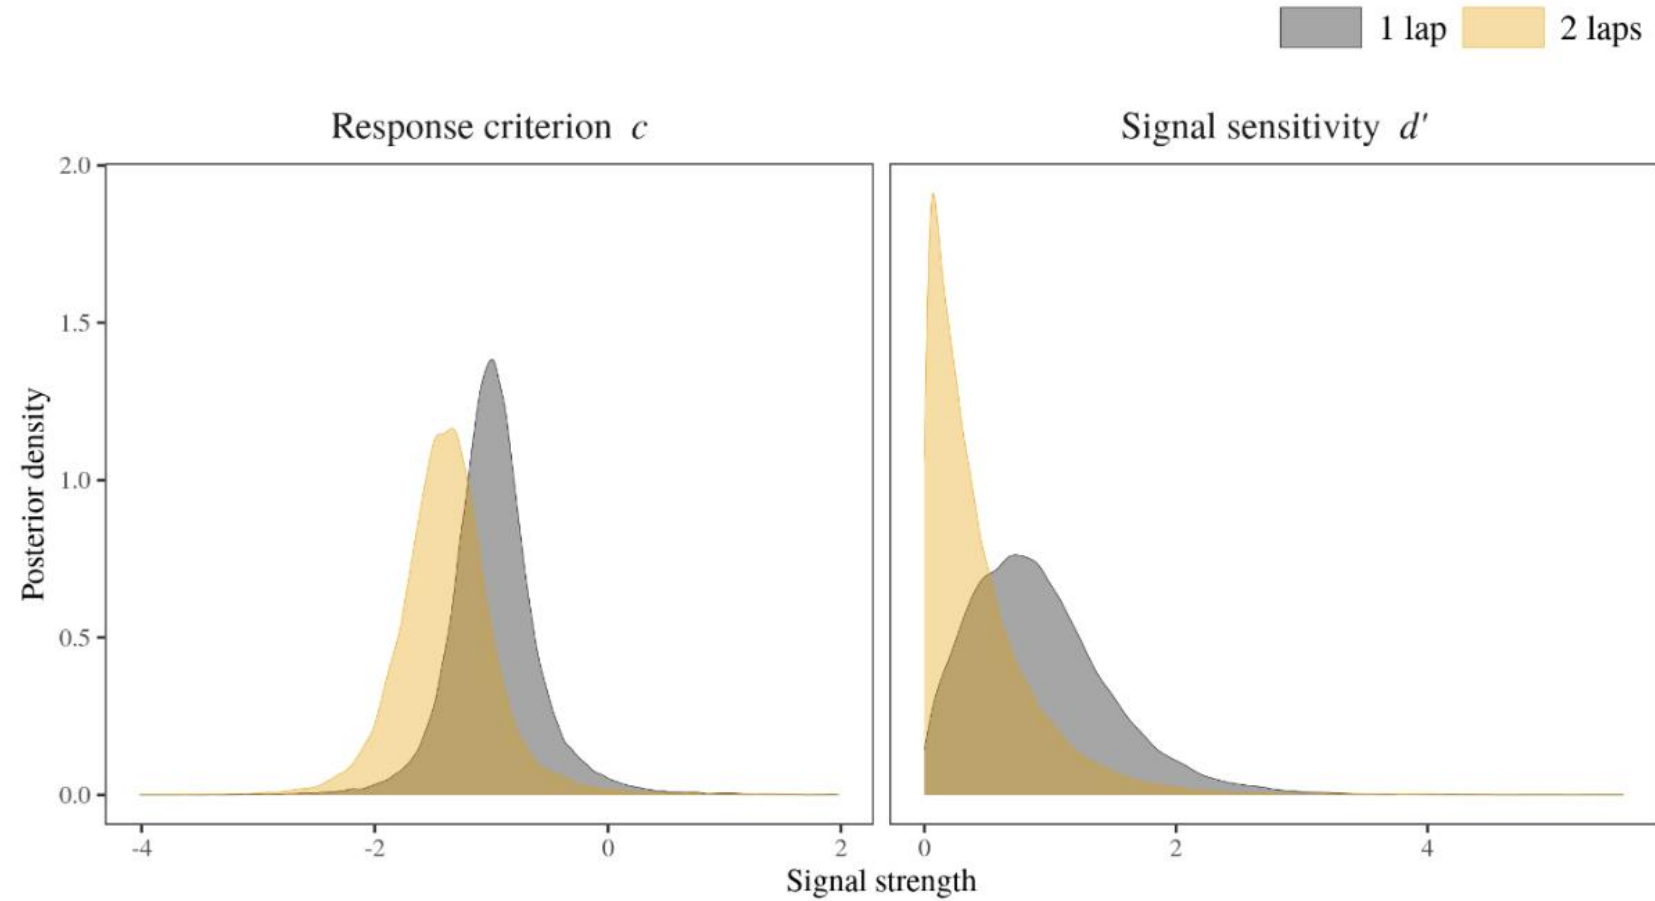 1 lap 2 laps
Response criterion c
Signal sensitivity d′
Posterior density
2.0
1.5
1.0
0.5
0.0
-4 -2 0 2
0 2 4
Signal strength